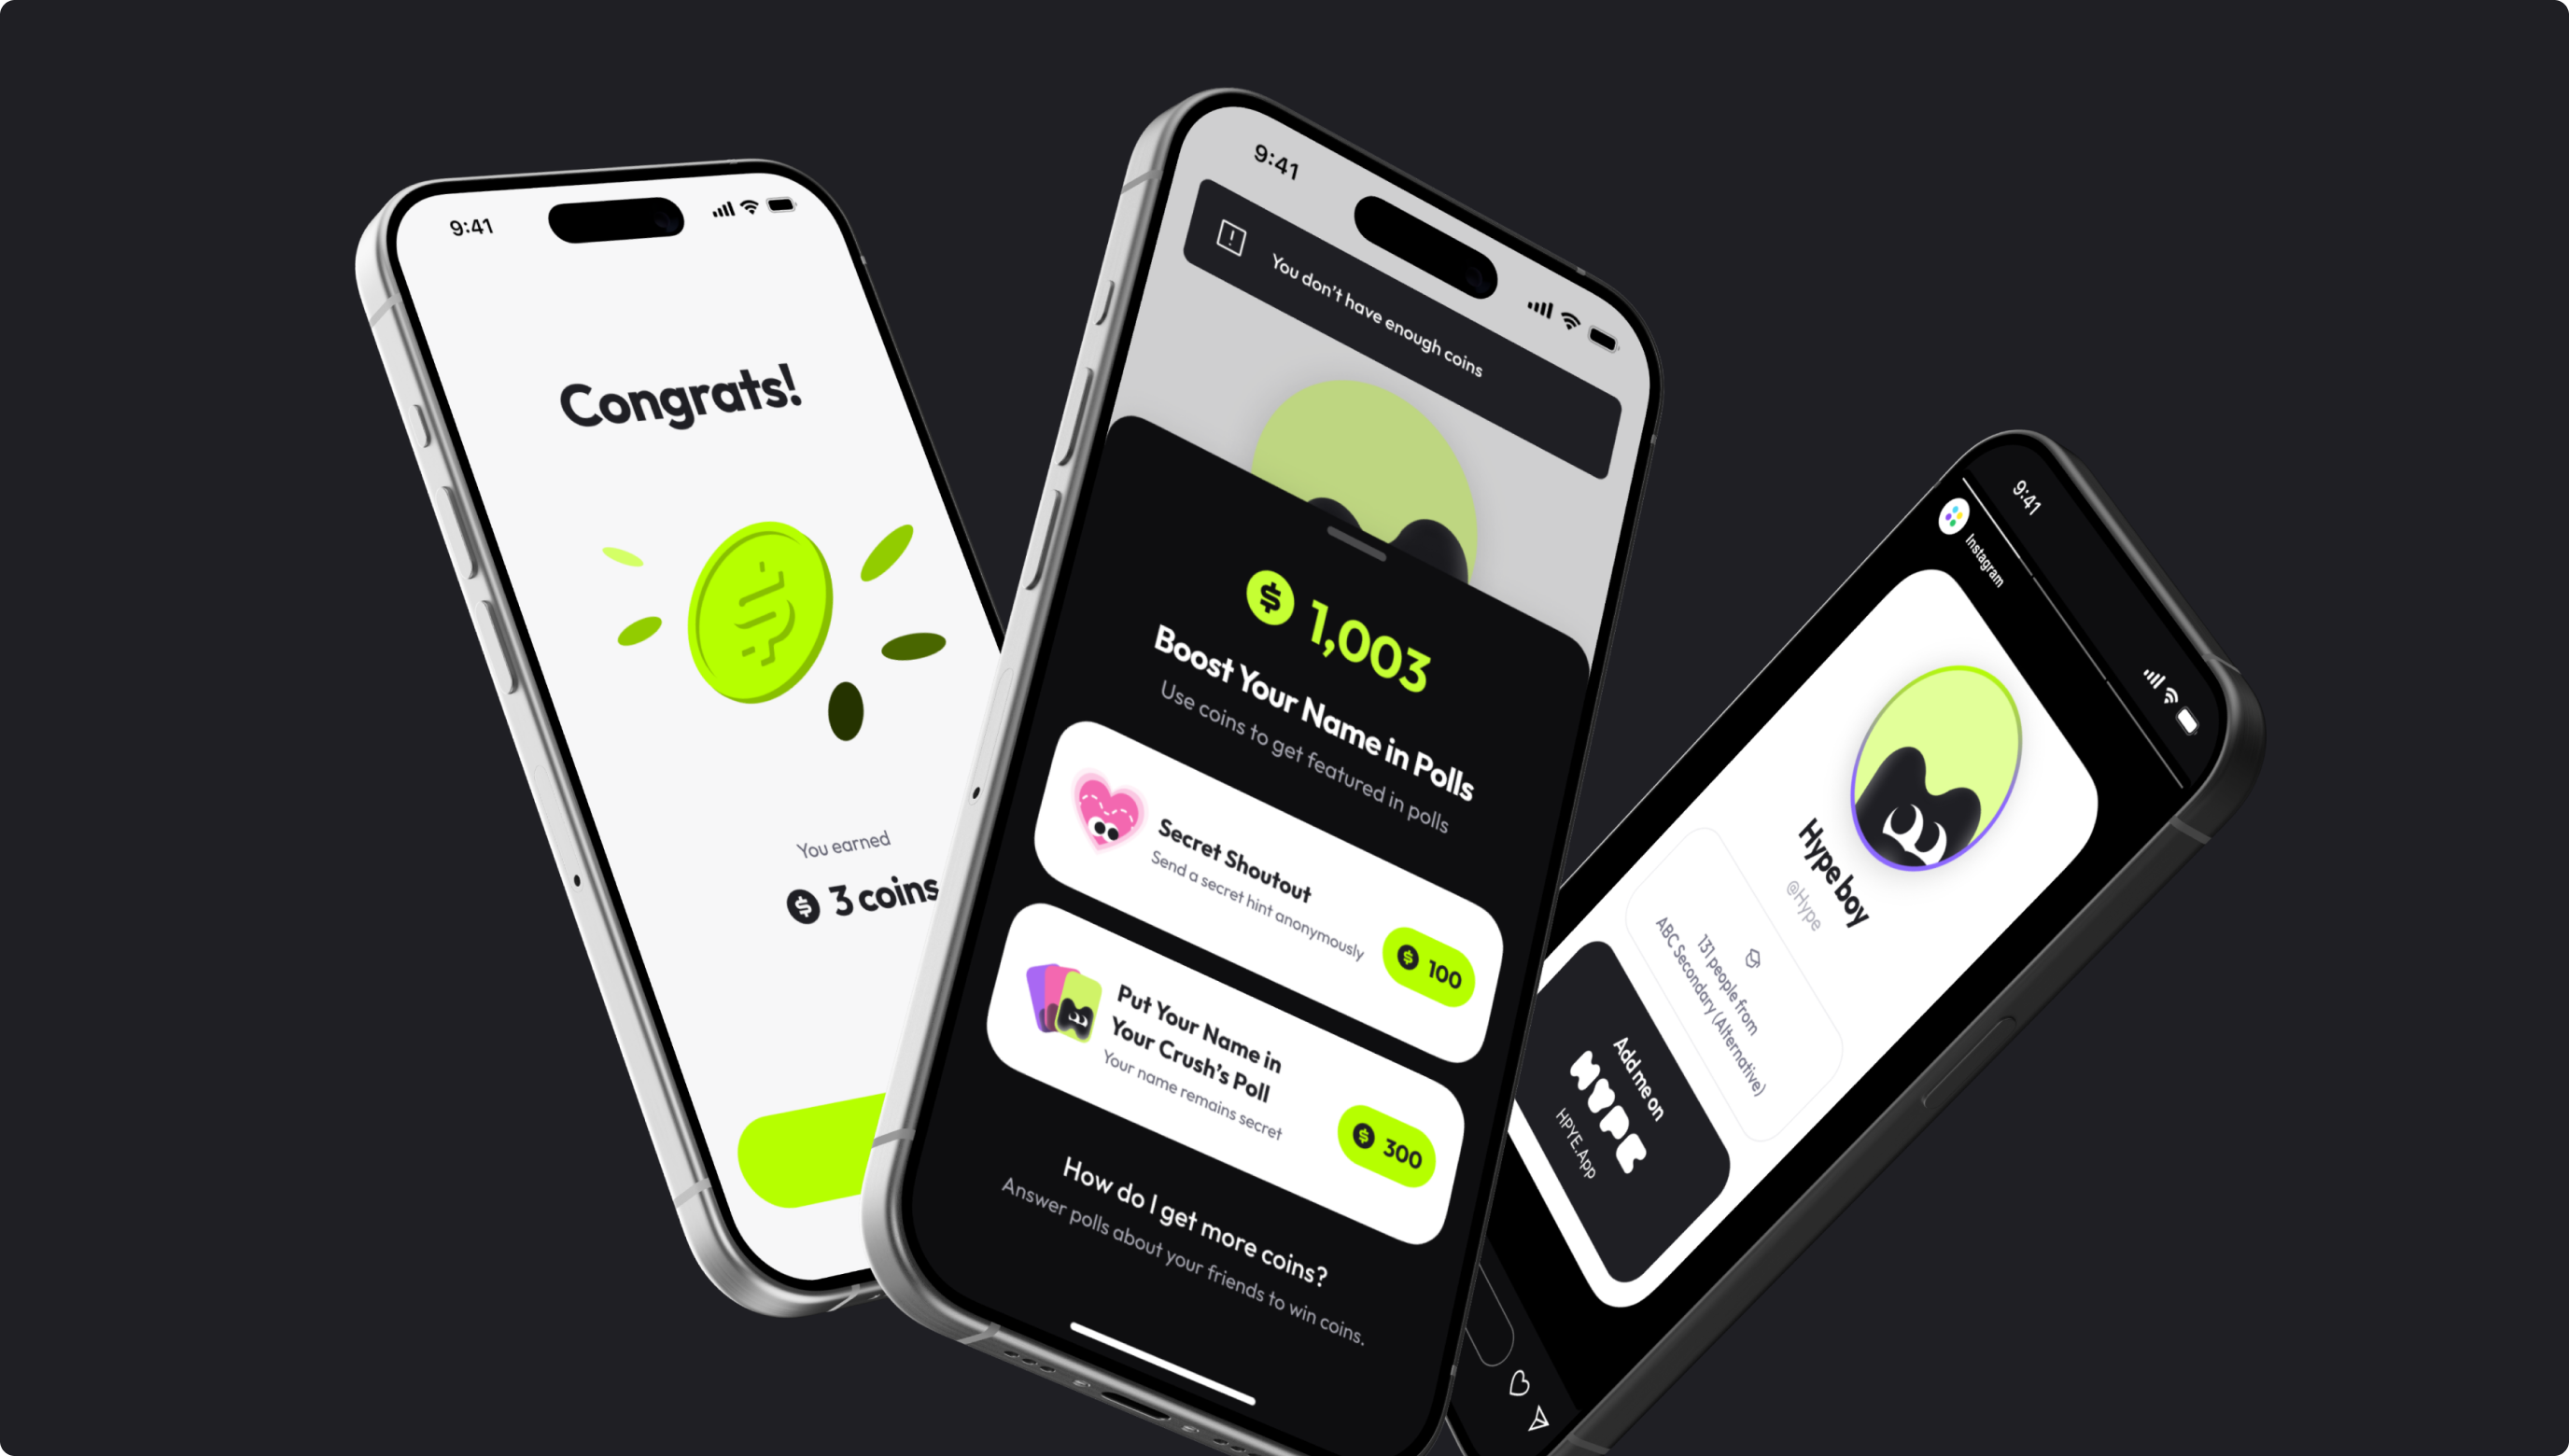 9:41
Congrats!
You earned
3 coins
9:41
You don't have enough coins
1,003
Boost Your Name in Polls
Use coins to get featured in polls
Secret Shoutout
Send a secret hint anonymously
100
Put Your Name in
Your Crush's Poll
Your name remains secret
300
How do I get more coins?
Answer polls about your friends to win coins.
9:41
Instagram
Hype boy
@Hype
131 people from
ABC Secondary (Alternative)
Add me on
HYPE
HPYE.App